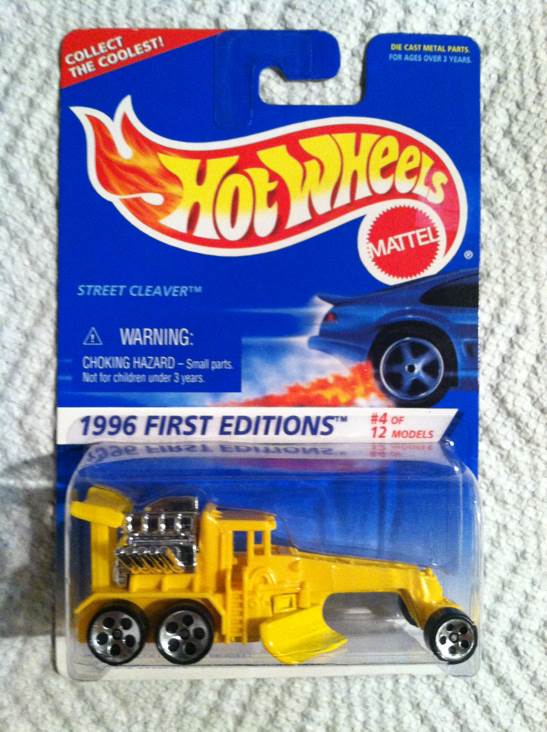 COLLECT
THE COOLEST!
DIE CAST METAL PARTS.
FOR AGES OVER 3 YEARS.
HOT WHEELS
MATTEL
®
STREET CLEAVER™
⚠ WARNING:
CHOKING HAZARD – Small parts.
Not for children under 3 years.
1996 FIRST EDITIONS™ #4 OF
12 MODELS